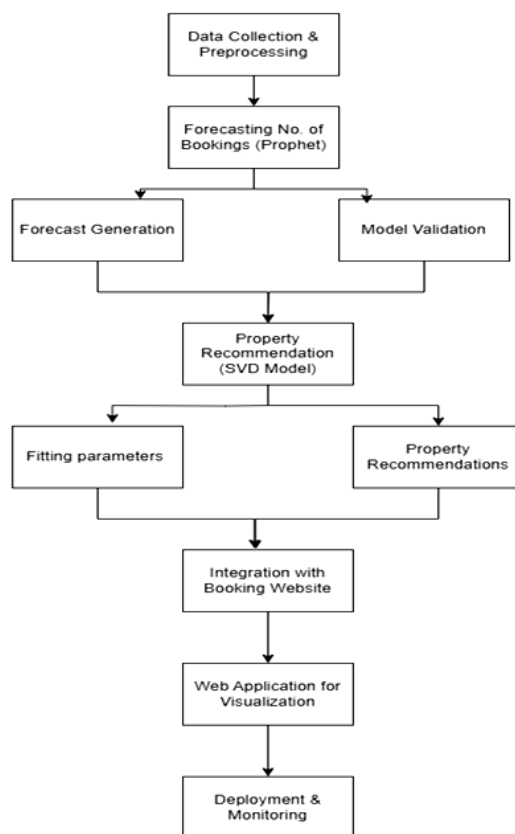 Data Collection &
Preprocessing
Forecasting No. of
Bookings (Prophet)
Forecast Generation
Model Validation
Property
Recommendation
(SVD Model)
Fitting parameters
Property
Recommendations
Integration with
Booking Website
Web Application for
Visualization
Deployment &
Monitoring